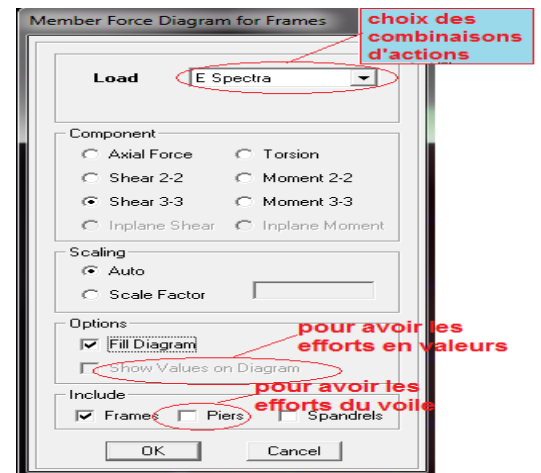 Member Force Diagram for Frames
choix des
combinaisons
d'actions
Load E Spectra
Component
Axial Force Torsion
Shear 2-2 Moment 2-2
Shear 3-3 Moment 3-3
Inplane Shear Inplane Moment
Scaling
Auto
Scale Factor
Options
pour avoir les
efforts en valeurs
Fill Diagram
Show Values on Diagram
pour avoir les
efforts du voile
Include
Frames Piers Spandrels
OK Cancel